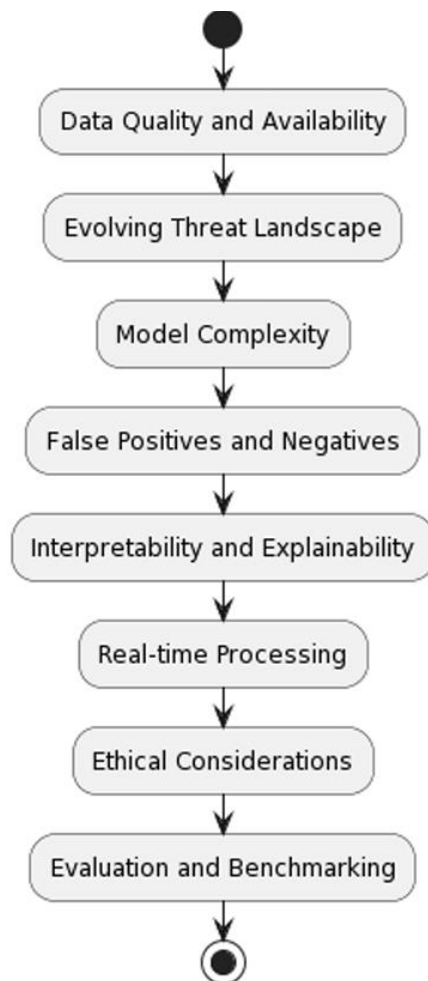 Data Quality and Availability
Evolving Threat Landscape
Model Complexity
False Positives and Negatives
Interpretability and Explainability
Real-time Processing
Ethical Considerations
Evaluation and Benchmarking